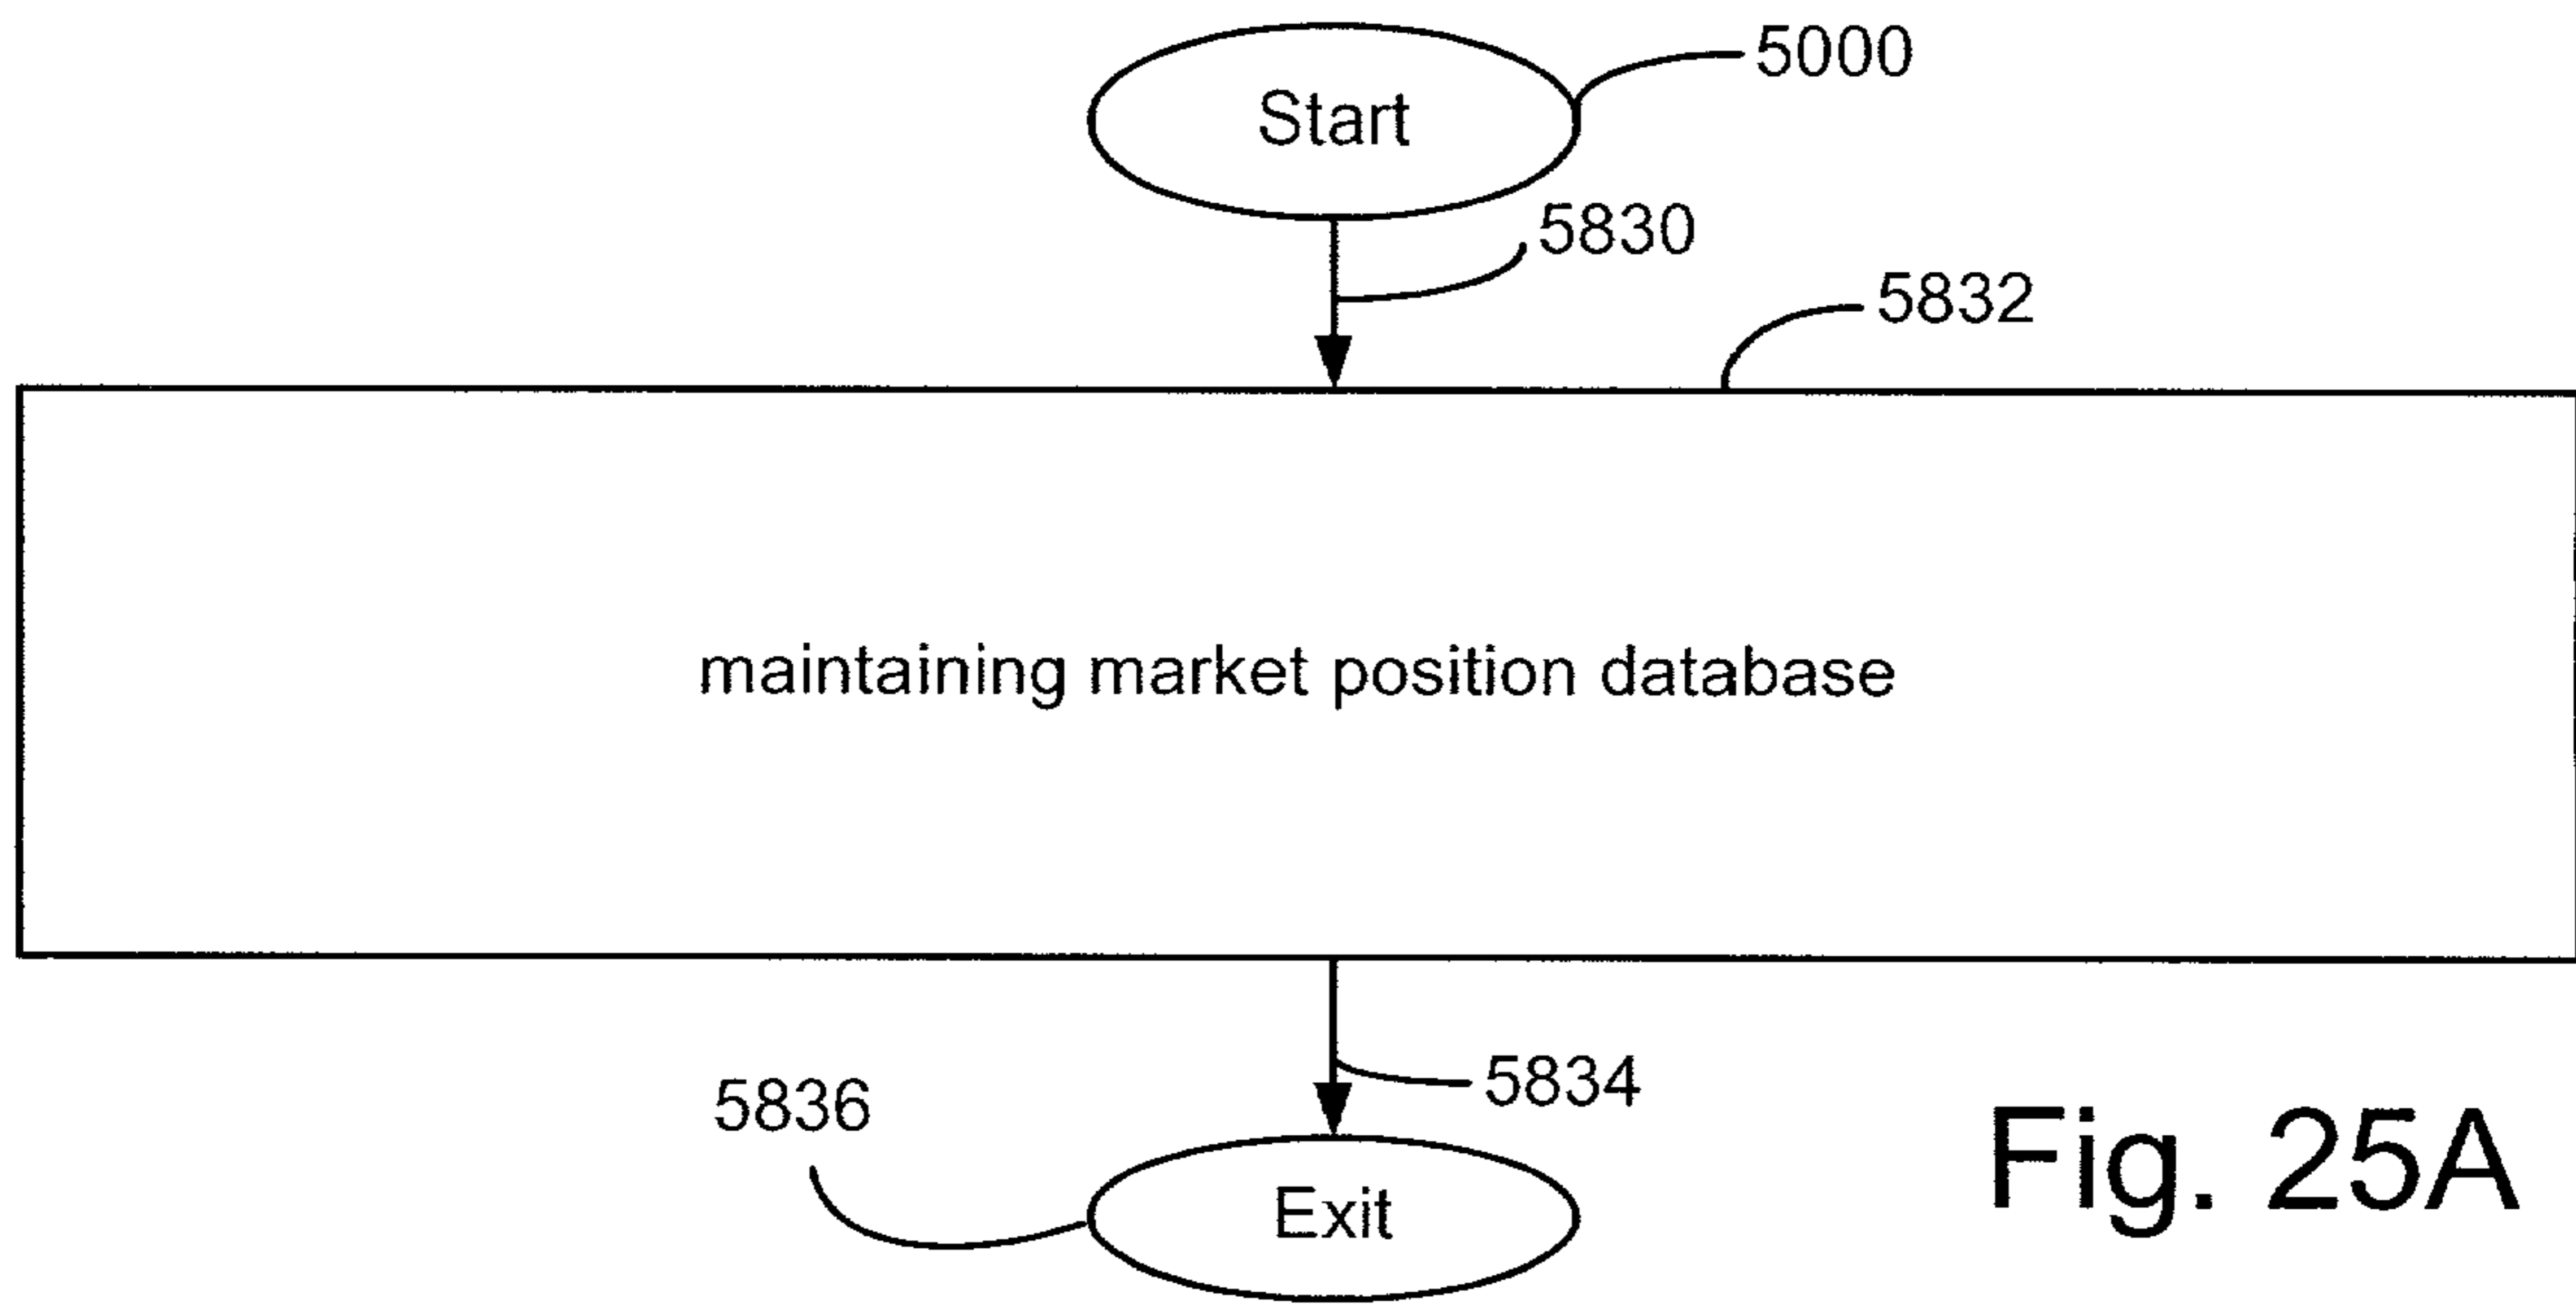 5000
Start
5830
5832
maintaining market position database
5834
5836
Exit
Fig. 25A